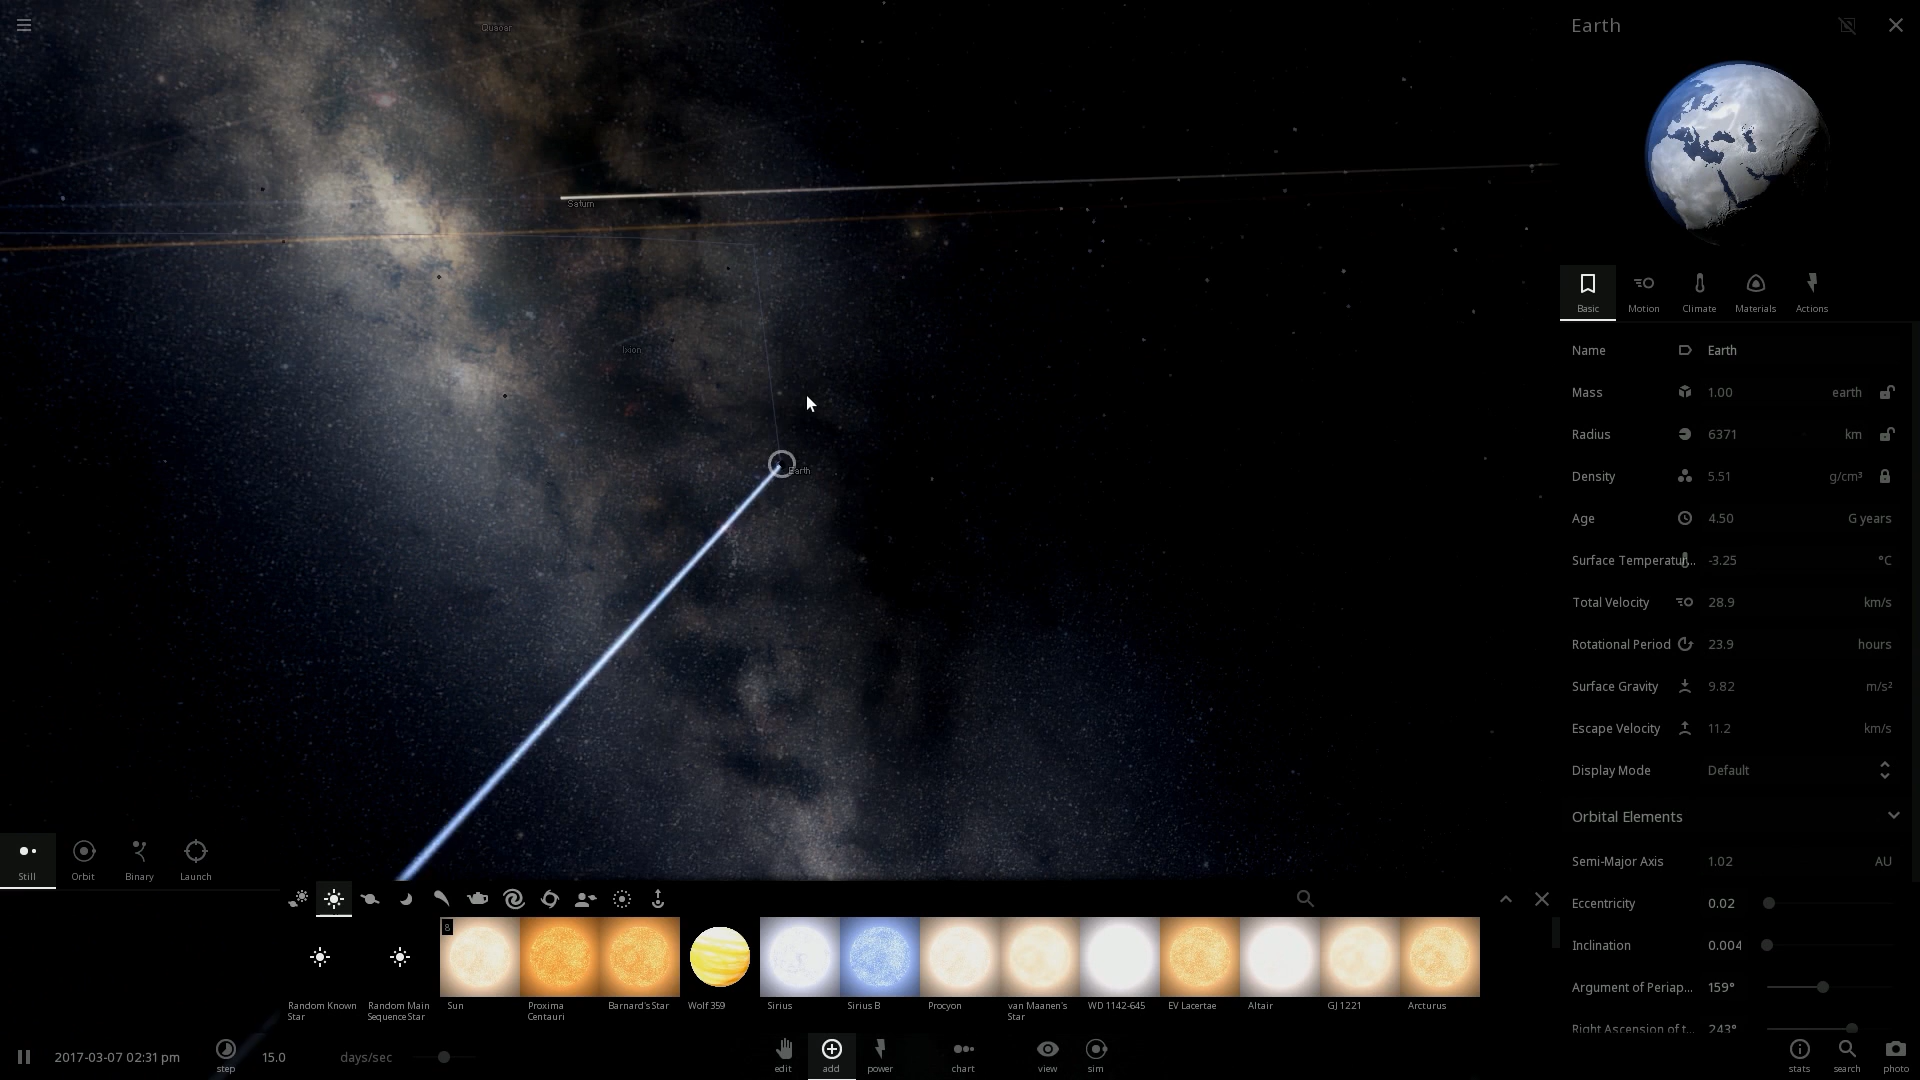 Quaoar
Earth
Saturn
Ixion
Earth
Basic
Motion
Climate
Materials
Actions
Name Earth
Mass 1.00 earth
Radius 6371 km
Density 5.51 g/cm³
Age 4.50 G years
Surface Temperatur... -3.25 °C
Total Velocity 28.9 km/s
Rotational Period 23.9 hours
Surface Gravity 9.82 m/s²
Escape Velocity 11.2 km/s
Display Mode Default
Orbital Elements
Semi-Major Axis 1.02 AU
Eccentricity 0.02
Inclination 0.004
Argument of Periap... 159°
Right Ascension of t... 243°
Still
Orbit
Binary
Launch
8
Random Known
Star
Random Main
Sequence Star
Sun
Proxima
Centauri
Barnard's Star
Wolf 359
Sirius
Sirius B
Procyon
van Maanen's
Star
WD 1142-645
EV Lacertae
Altair
GJ 1221
Arcturus
2017-03-07 02:31 pm
step
15.0
days/sec
edit
add
power
chart
view
sim
stats
search
photo